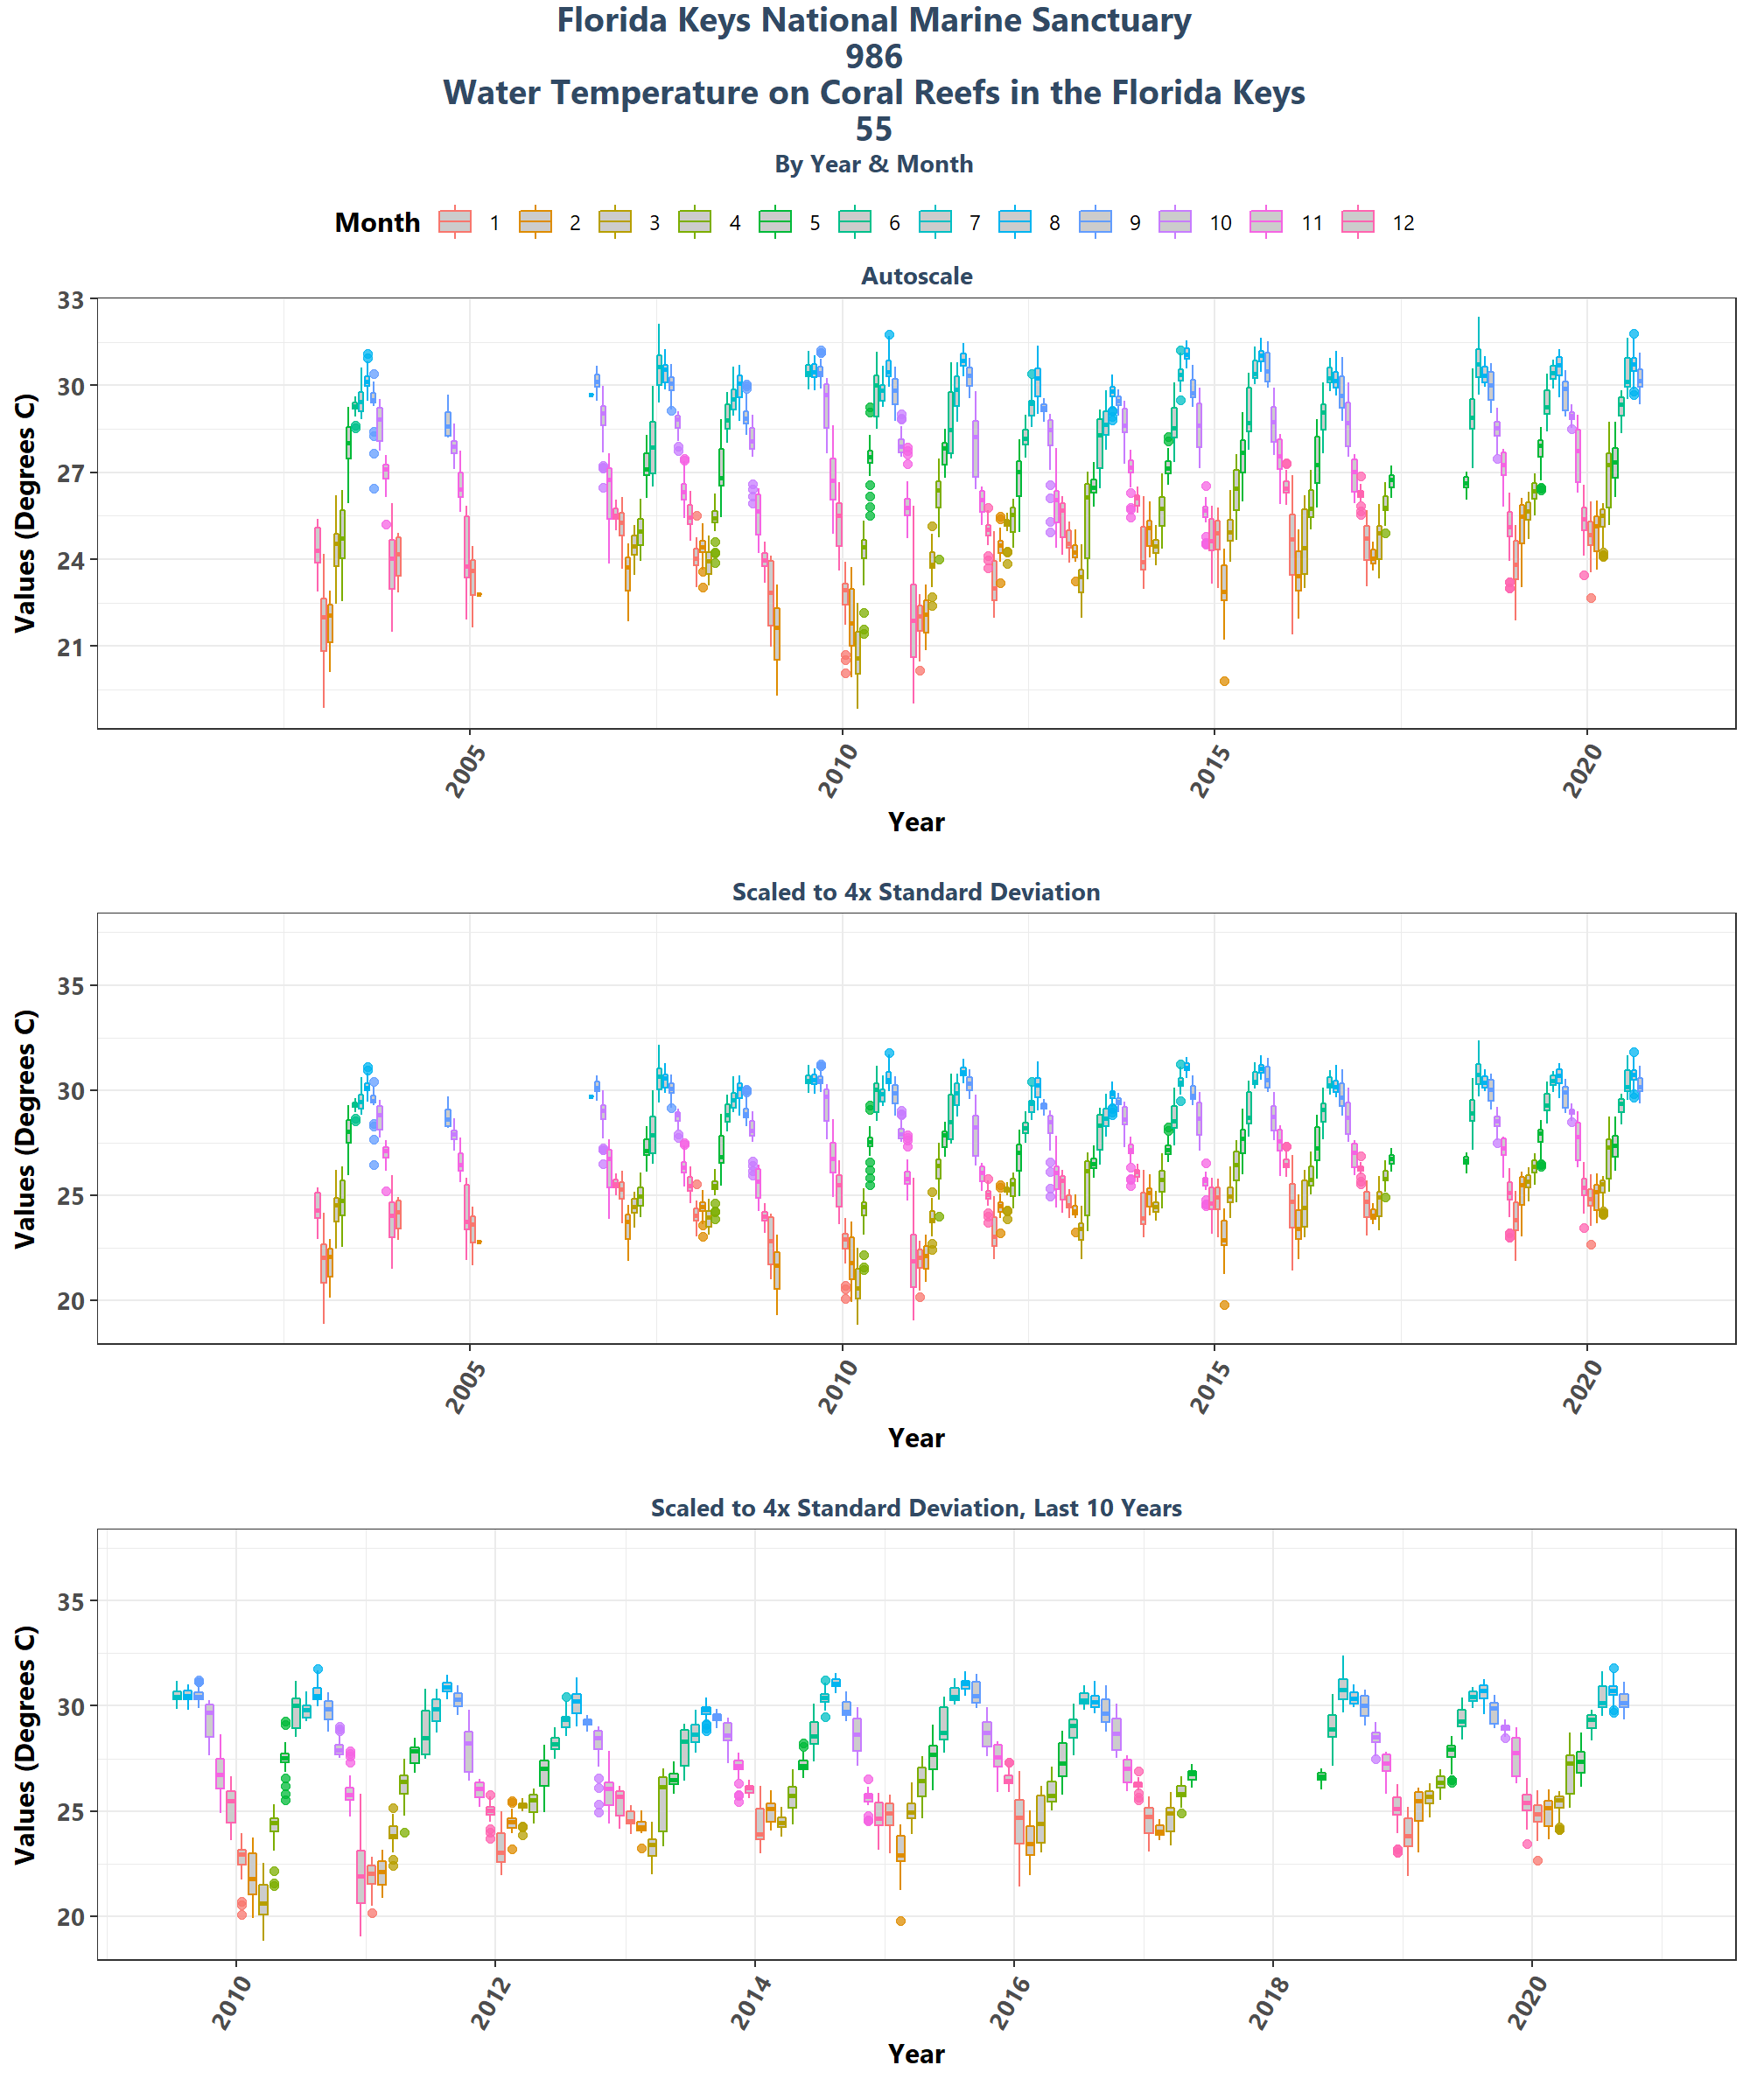 Florida Keys National Marine Sanctuary
986
Water Temperature on Coral Reefs in the Florida Keys
55
By Year & Month
Month 1 2 3 4 5 6 7 8 9 10 11 12
Autoscale
Values (Degrees C)
33
30
27
24
21
2005 2010 2015 2020
Year
Scaled to 4x Standard Deviation
Values (Degrees C)
35
30
25
20
2005 2010 2015 2020
Year
Scaled to 4x Standard Deviation, Last 10 Years
Values (Degrees C)
35
30
25
20
2010 2012 2014 2016 2018 2020
Year